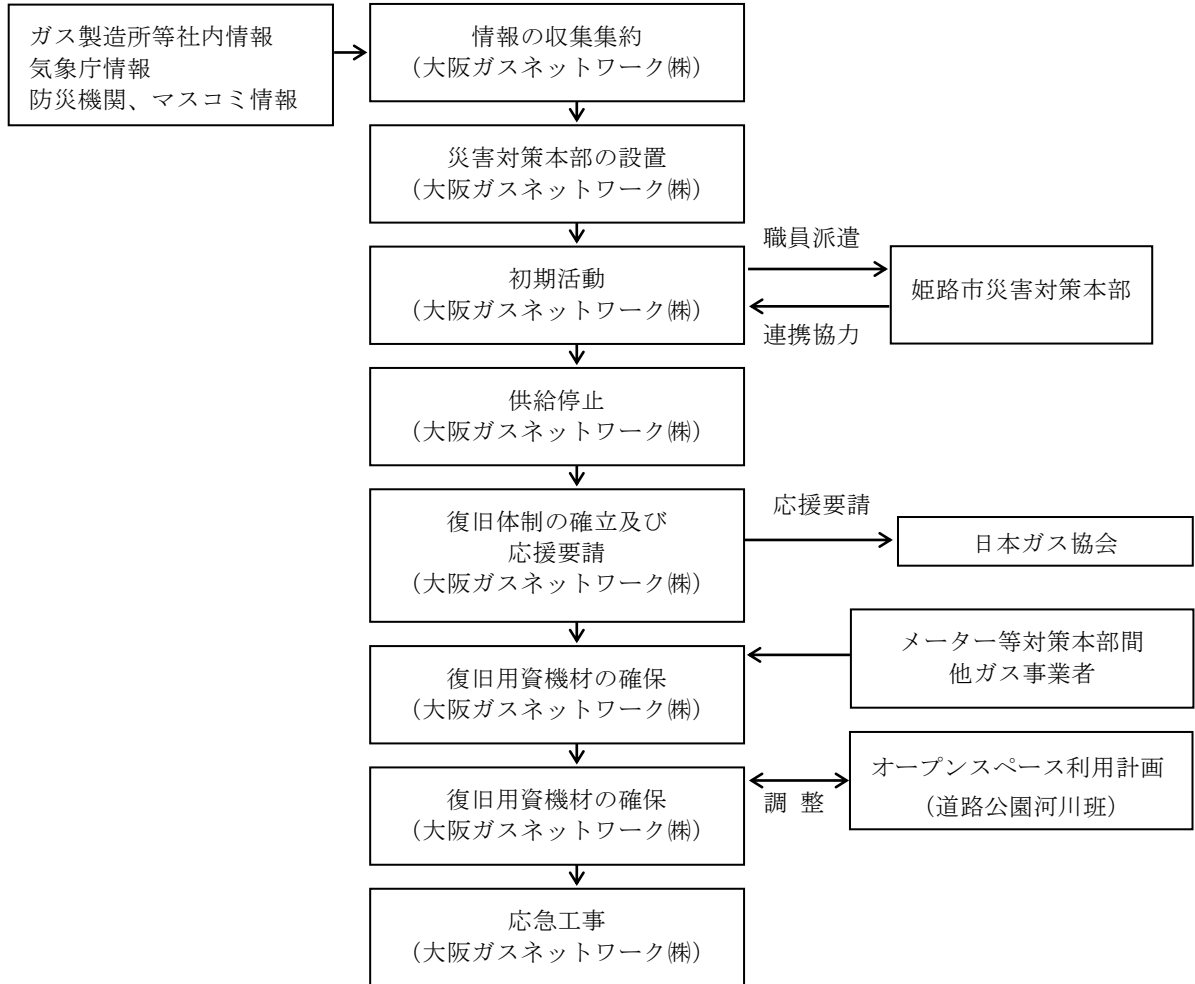 ガス製造所等社内情報
気象庁情報
防災機関、マスコミ情報
情報の収集集約
（大阪ガスネットワーク㈱）
災害対策本部の設置
（大阪ガスネットワーク㈱）
初期活動
（大阪ガスネットワーク㈱）
職員派遣
連携協力
姫路市災害対策本部
供給停止
（大阪ガスネットワーク㈱）
復旧体制の確立及び
応援要請
（大阪ガスネットワーク㈱）
応援要請
日本ガス協会
復旧用資機材の確保
（大阪ガスネットワーク㈱）
メーター等対策本部間
他ガス事業者
復旧用資機材の確保
（大阪ガスネットワーク㈱）
調 整
オープンスペース利用計画
（道路公園河川班）
応急工事
（大阪ガスネットワーク㈱）